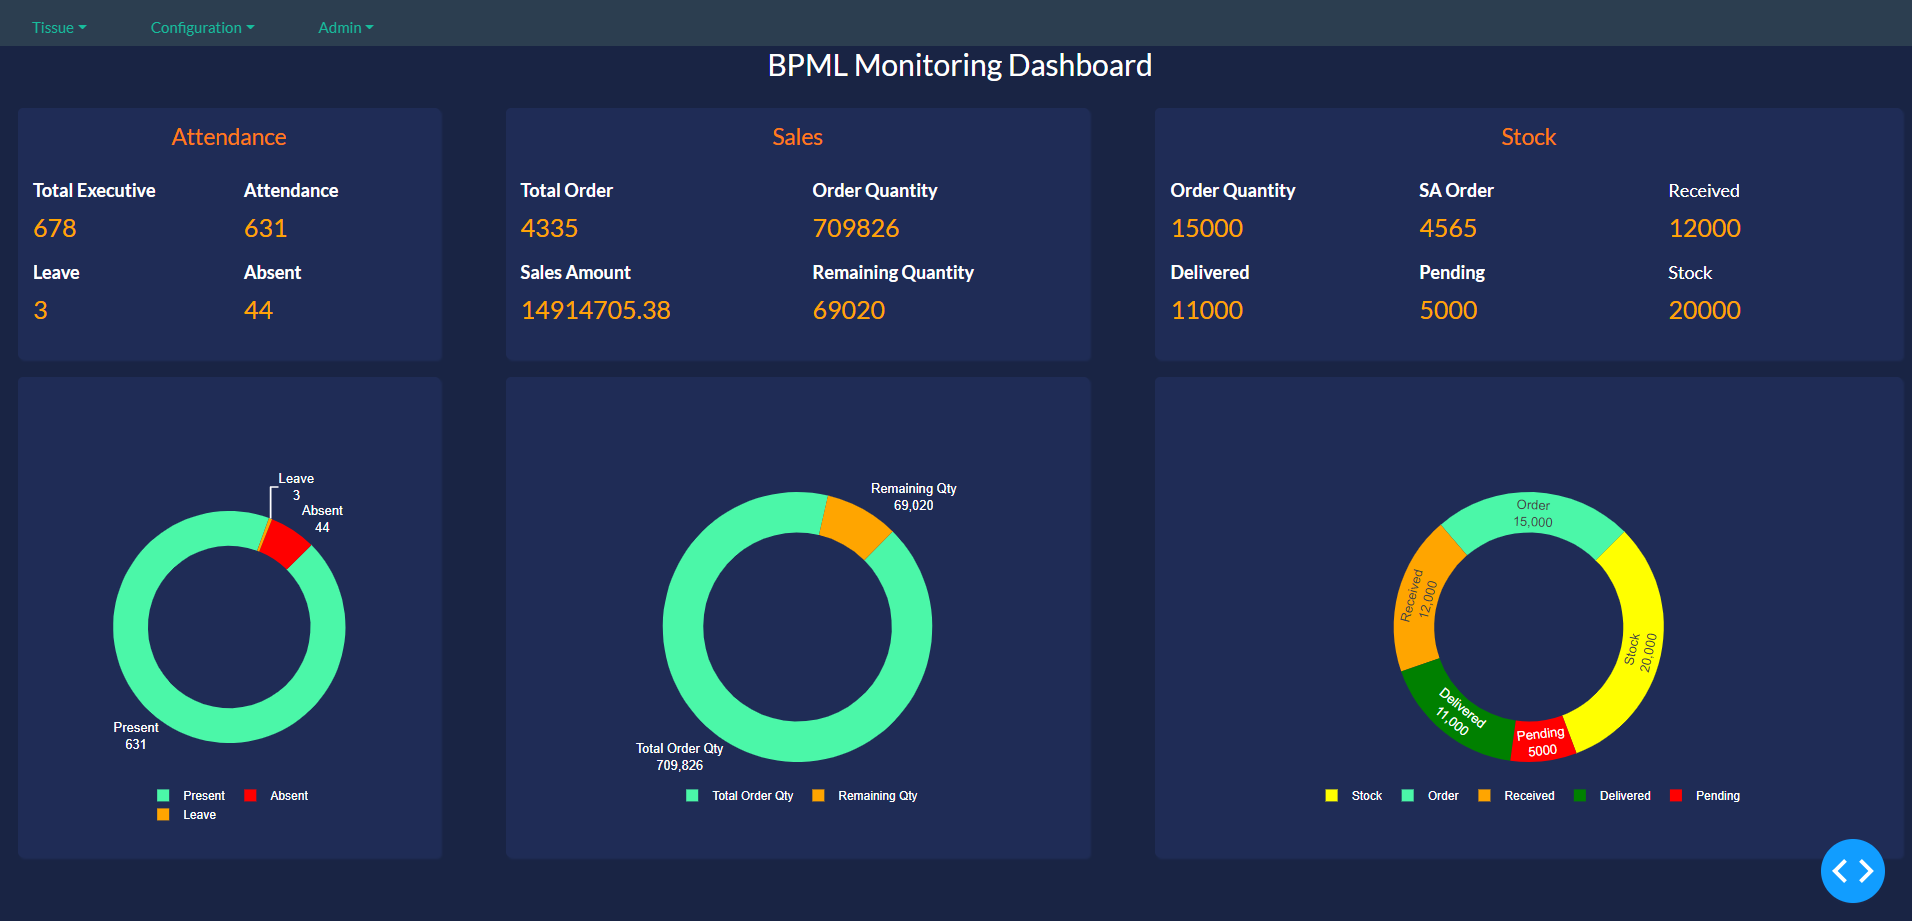 Tissue Configuration Admin
BPML Monitoring Dashboard
Attendance
Total Executive Attendance
678 631
Leave Absent
3 44
Sales
Total Order Order Quantity
4335 709826
Sales Amount Remaining Quantity
14914705.38 69020
Stock
Order Quantity SA Order Received
15000 4565 12000
Delivered Pending Stock
11000 5000 20000
Leave
3
Absent
44
Present
631
Present Absent
Leave
Remaining Qty
69,020
Total Order Qty
709,826
Total Order Qty Remaining Qty
Order
15,000
Received
12,000
Stock
20,000
Delivered
11,000
Pending
5000
Stock Order Received Delivered Pending